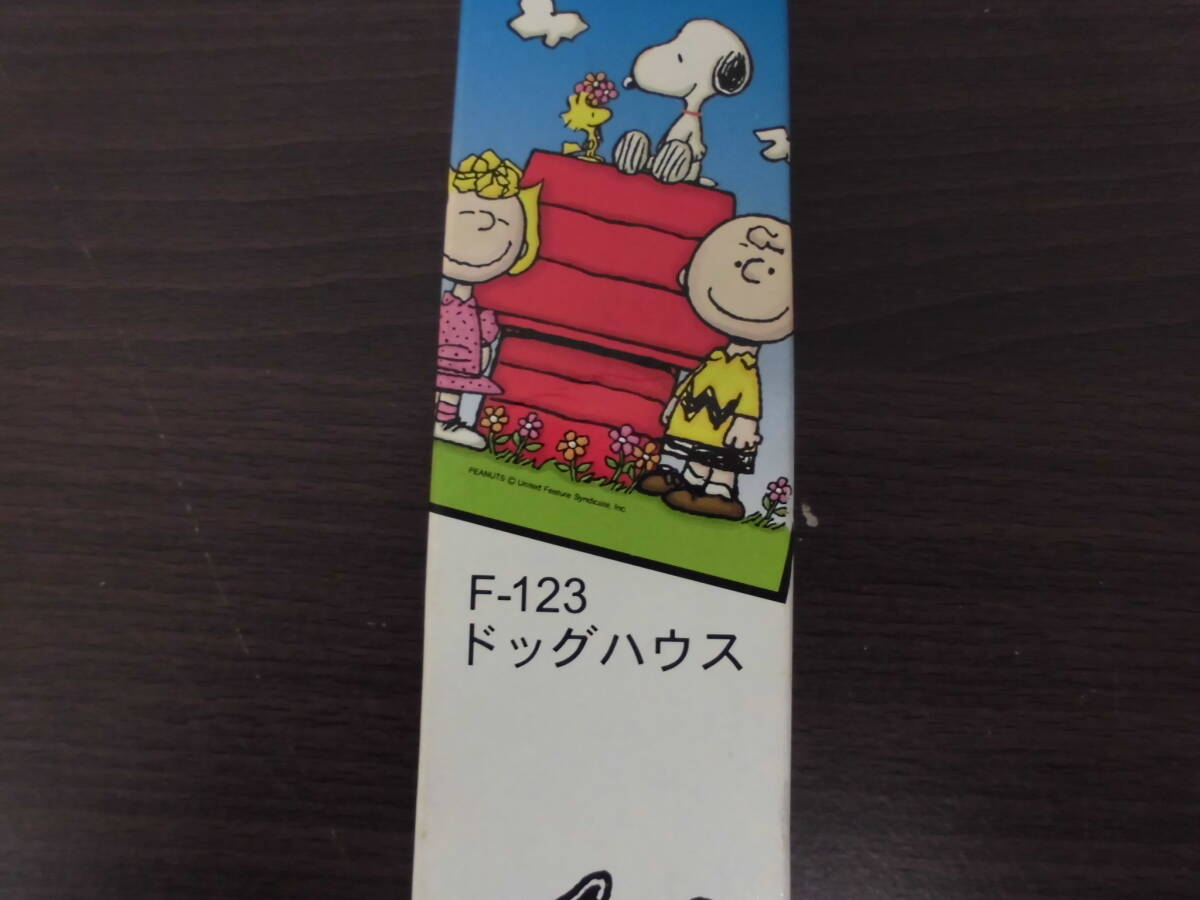 PEANUTS © United Feature Syndicate, Inc.
F-123
ドッグハウス